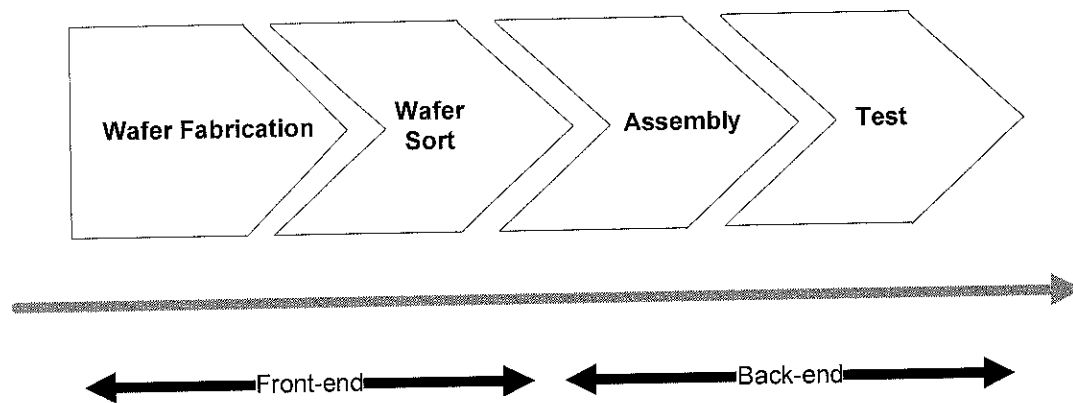 Wafer Fabrication
Wafer
Sort
Assembly
Test
Front-end
Back-end